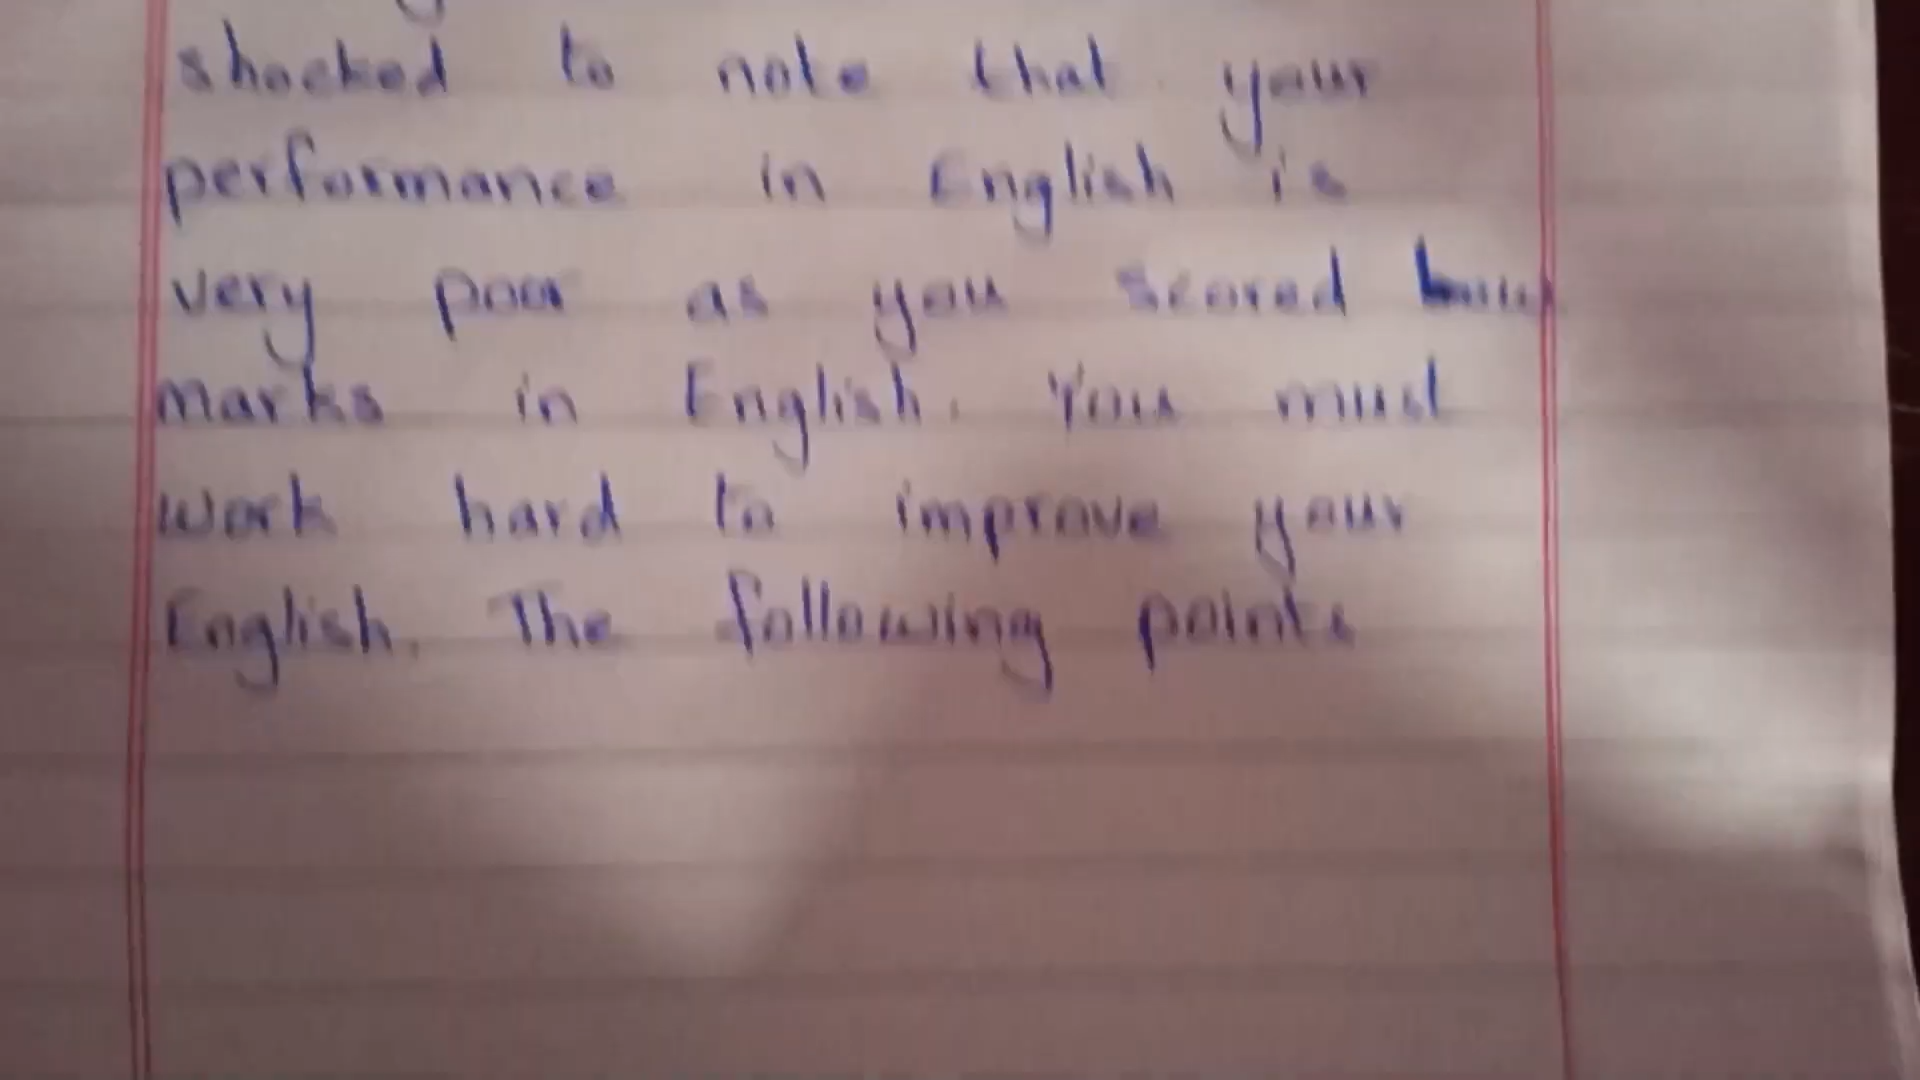 shocked to note that your
performance in English is
very poor as you scored
marks in English. You must
work hard to improve your
English. The following points